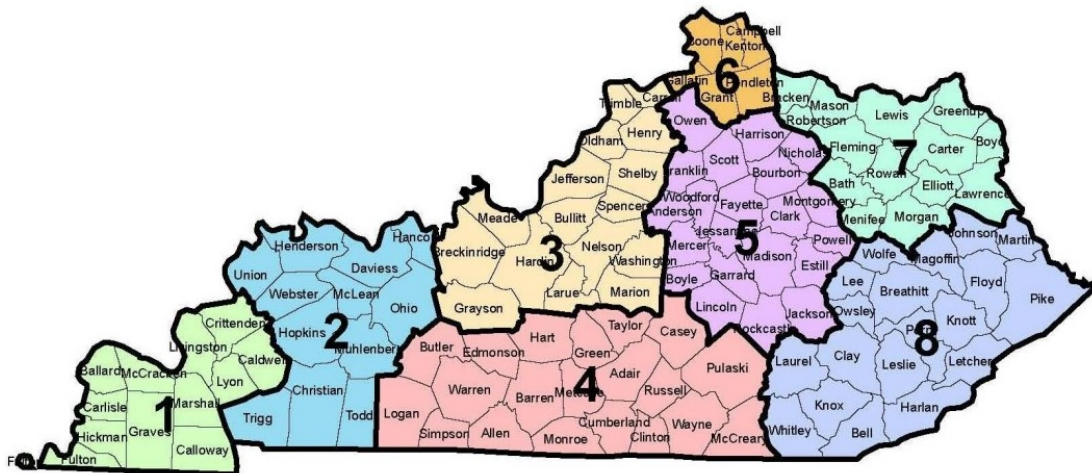 Boone
Campbell
Kenton
6
Gallatin
Grant
Pendleton
Trimble
Carroll
Owen
Bracken
Mason
Robertson
Lewis
Greenup
Boyd
Fleming
7
Carter
Rowan
Bath
Elliott
Lawrence
Menifee
Morgan
Oldham
Henry
Jefferson
Shelby
Spencer
Meade
Bullitt
Breckinridge
3
Hardin
Nelson
Washington
Larue
Marion
Grayson
Harrison
Nicholas
Scott
Bourbon
Franklin
Woodford
Fayette
Montgomery
Anderson
Clark
Jessamine
5
Mercer
Madison
Powell
Estill
Boyle
Garrard
Lincoln
Jackson
Rockcastle
Johnson
Martin
Wolfe
Magoffin
Floyd
Lee
Breathitt
Pike
Owsley
Knott
Perry
8
Laurel
Clay
Leslie
Letcher
Knox
Harlan
Whitley
Bell
Henderson
Hancock
Union
Daviess
Webster
McLean
Ohio
2
Hopkins
Muhlenberg
Christian
Trigg
Todd
Crittenden
Livingston
Caldwell
Ballard
McCracken
Lyon
Carlisle
1
Marshall
Graves
Hickman
Fulton
Fulton
Calloway
Butler
Edmonson
Hart
Taylor
Casey
Green
Adair
Pulaski
Warren
Barren
Metcalfe
4
Russell
Logan
Cumberland
Wayne
Simpson
Allen
Monroe
Clinton
McCreary